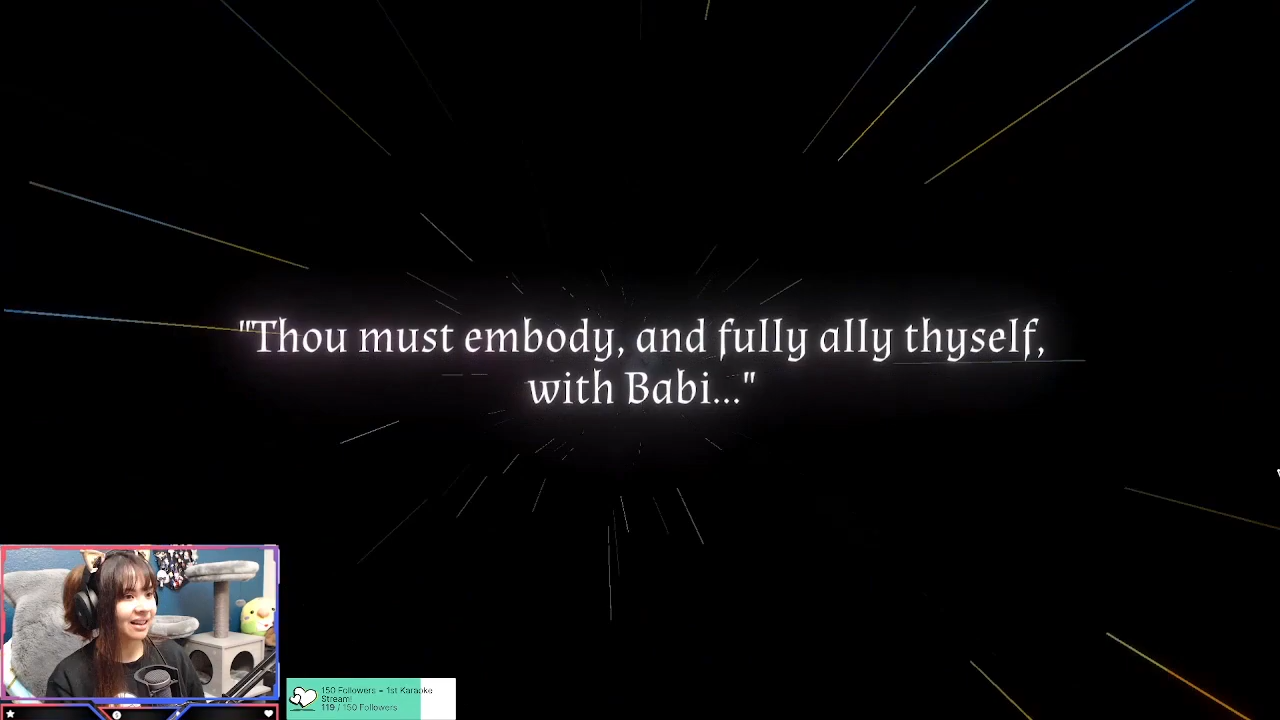 "Thou must embody, and fully ally thyself,
with Babi..."
150 Followers = 1st Karaoke
Stream!
119 / 150 Followers